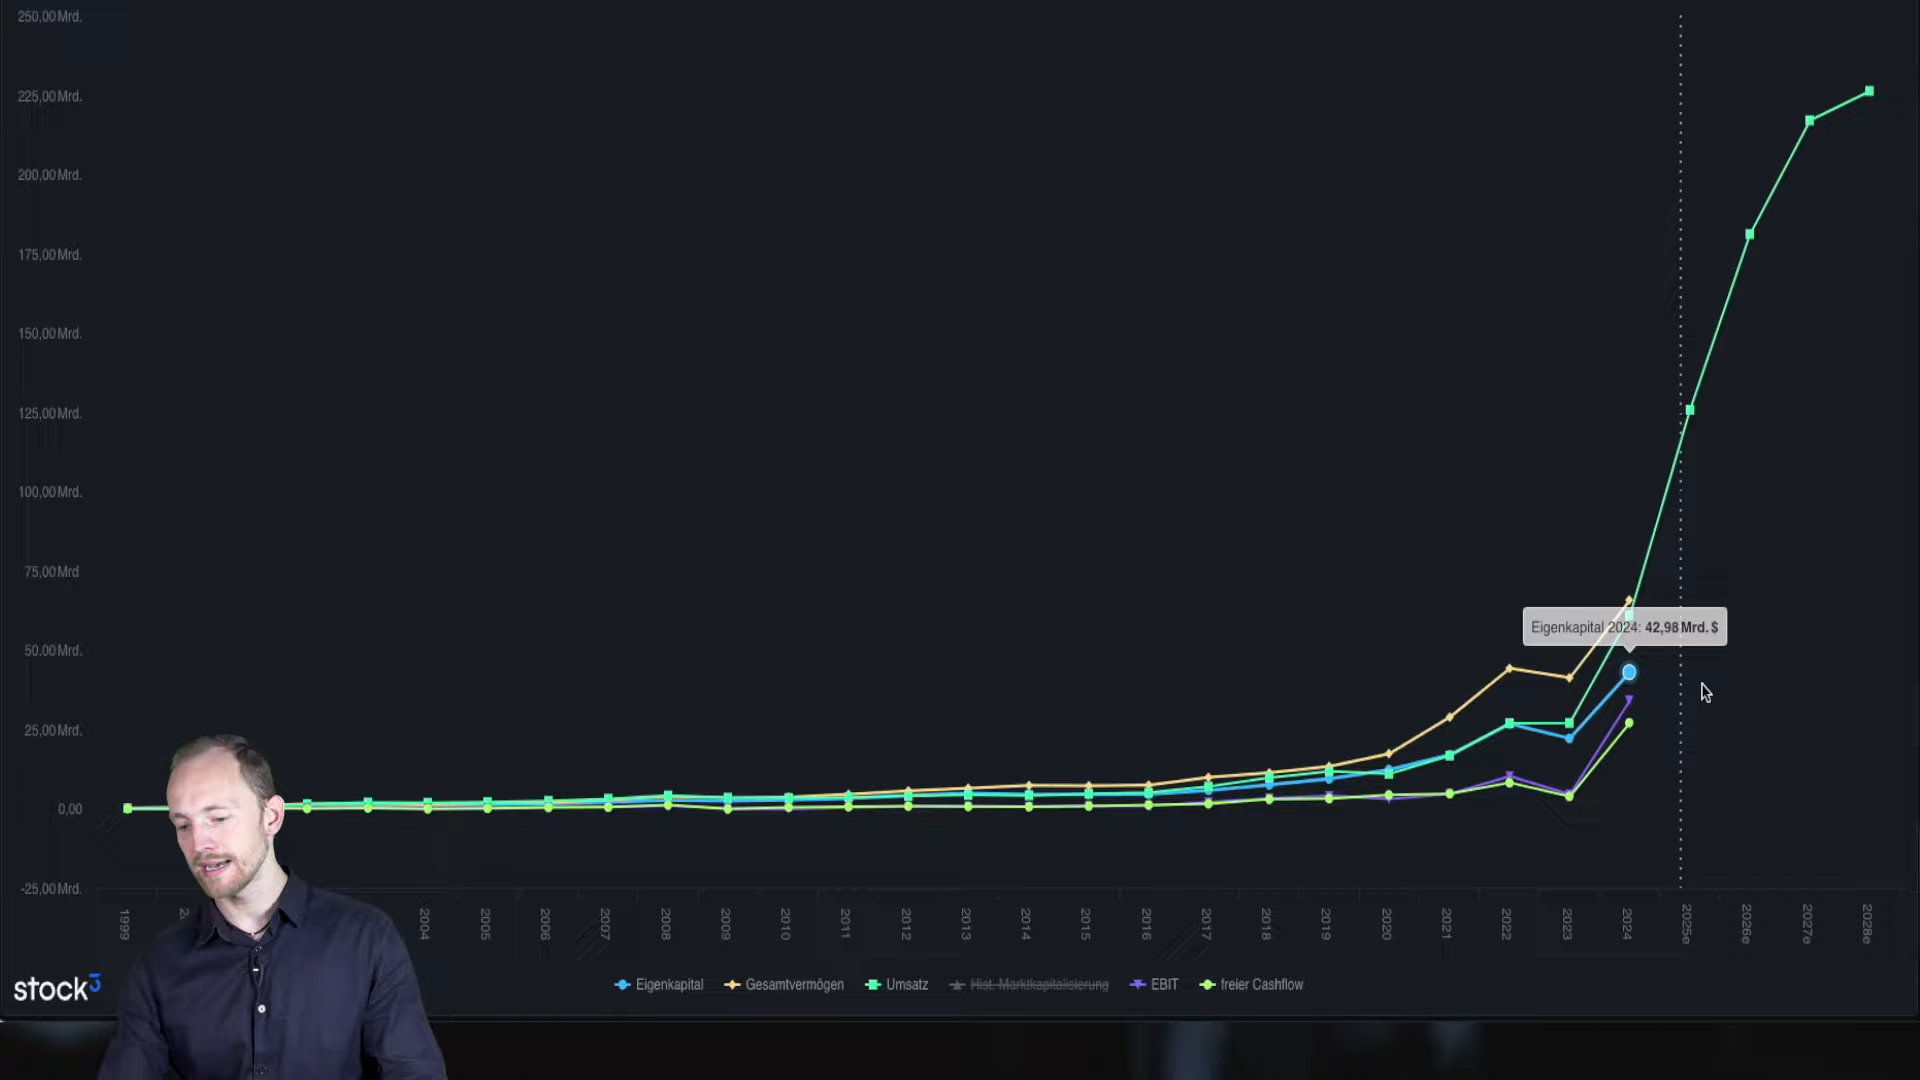 250,00 Mrd.
225,00 Mrd.
200,00 Mrd.
175,00 Mrd.
150,00 Mrd.
125,00 Mrd.
100,00 Mrd.
75,00 Mrd
50.00 Mrd.
25,00 Mrd.
0,00
-25,00 Mrd.
Eigenkapital 2024: 42,98 Mrd. $
1999
2004
2005
2006
2007
2008
2009
2010
2011
2012
2013
2014
2015
2016
2017
2018
2019
2020
2021
2022
2023
2024
2025e
2026e
2027e
2028e
Eigenkapital Gesamtvermögen Umsatz Hist. Marktkapitalisierung EBIT freier Cashflow
stock3